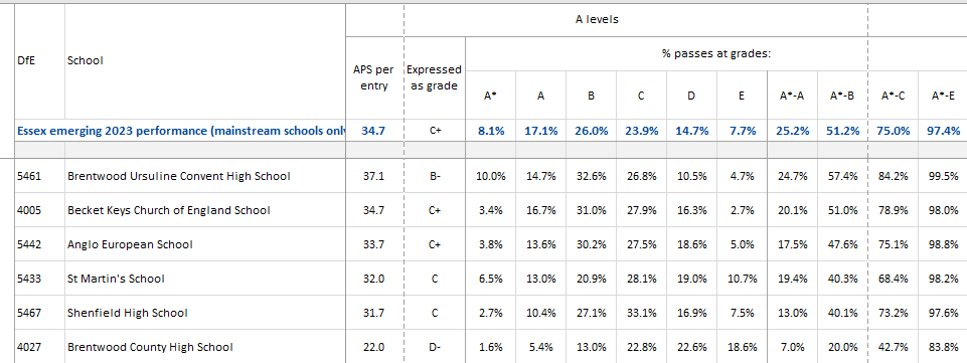 A levels
DfE School APS per entry Expressed as grade % passes at grades:
A* A B C D E A*-A A*-B A*-C A*-E
Essex emerging 2023 performance (mainstream schools onl 34.7 C+ 8.1% 17.1% 26.0% 23.9% 14.7% 7.7% 25.2% 51.2% 75.0% 97.4%
5461 Brentwood Ursuline Convent High School 37.1 B- 10.0% 14.7% 32.6% 26.8% 10.5% 4.7% 24.7% 57.4% 84.2% 99.5%
4005 Becket Keys Church of England School 34.7 C+ 3.4% 16.7% 31.0% 27.9% 16.3% 2.7% 20.1% 51.0% 78.9% 98.0%
5442 Anglo European School 33.7 C+ 3.8% 13.6% 30.2% 27.5% 18.6% 5.0% 17.5% 47.6% 75.1% 98.8%
5433 St Martin's School 32.0 C 6.5% 13.0% 20.9% 28.1% 19.0% 10.7% 19.4% 40.3% 68.4% 98.2%
5467 Shenfield High School 31.7 C 2.7% 10.4% 27.1% 33.1% 16.9% 7.5% 13.0% 40.1% 73.2% 97.6%
4027 Brentwood County High School 22.0 D- 1.6% 5.4% 13.0% 22.8% 22.6% 18.6% 7.0% 20.0% 42.7% 83.8%